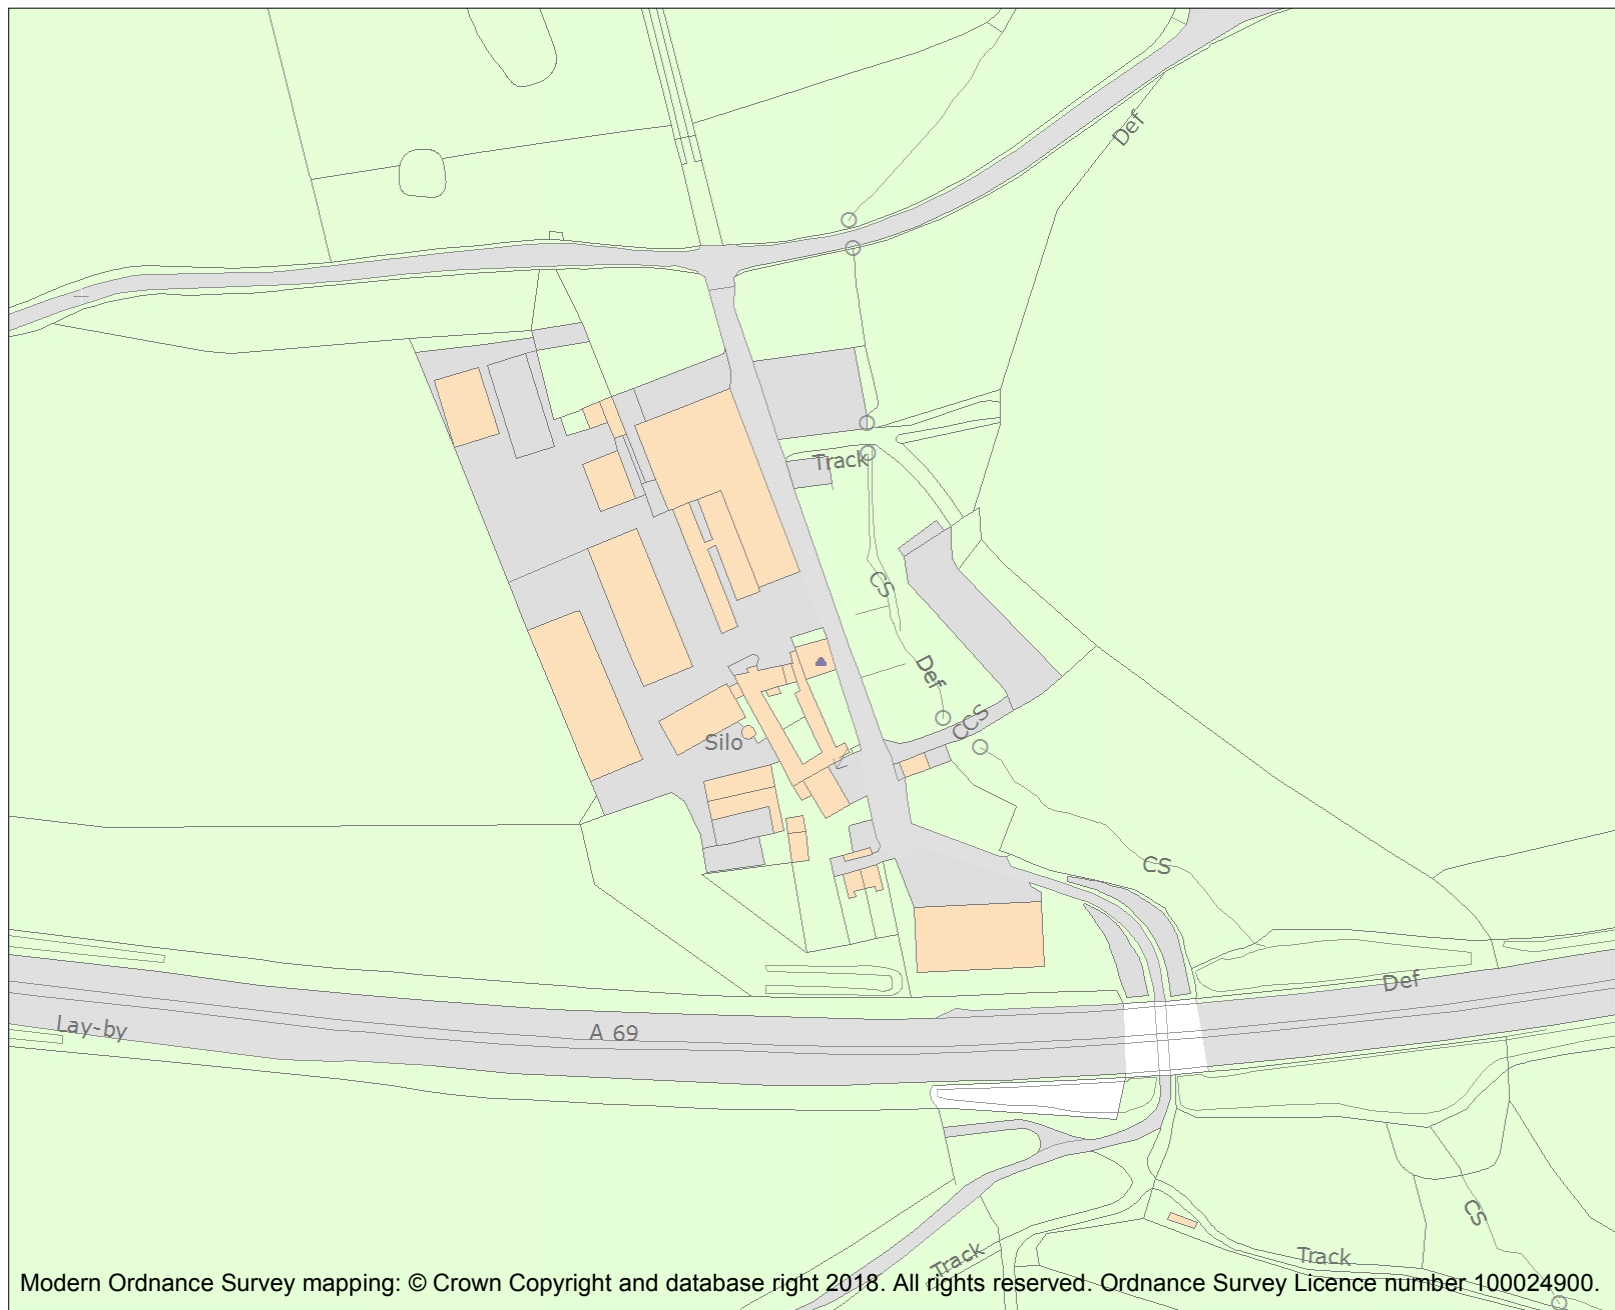 Def
Track
CS
Def
CCS
Silo
CS
Def
Lay-by
A 69
CS
Track
Track
Modern Ordnance Survey mapping: © Crown Copyright and database right 2018. All rights reserved. Ordnance Survey Licence number 100024900.